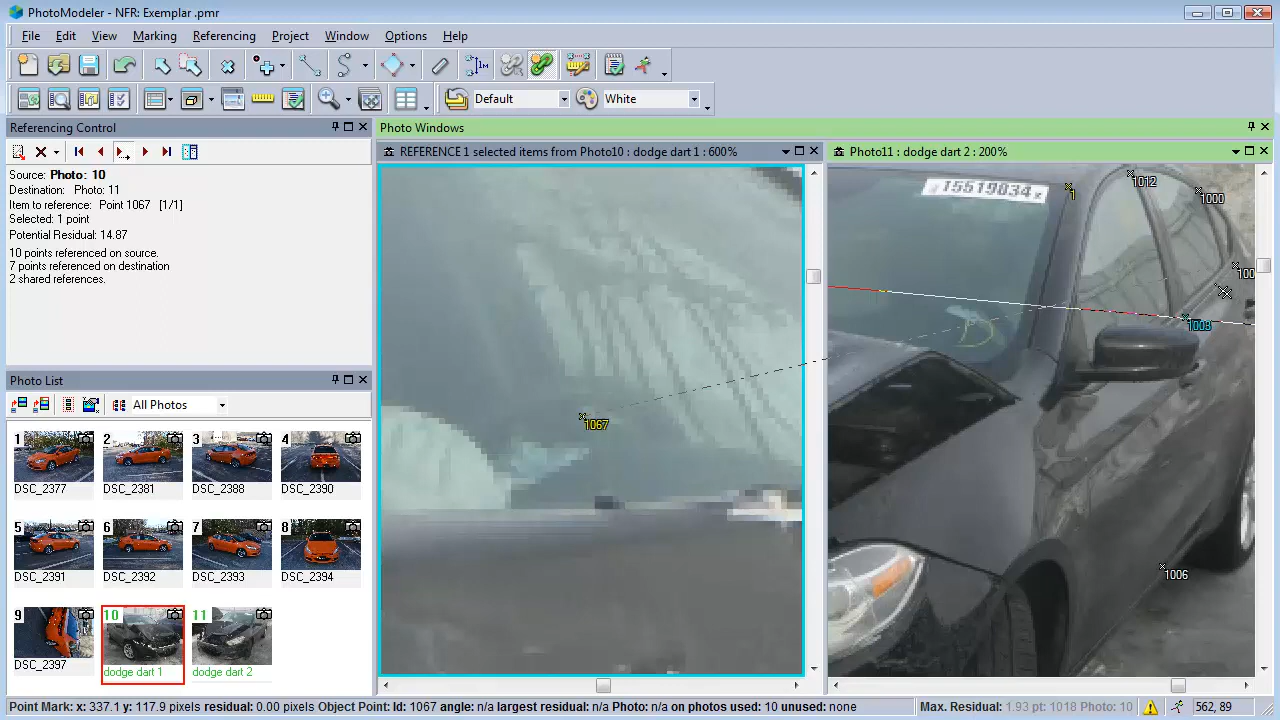 PhotoModeler - NFR: Exemplar .pmr
File Edit View Marking Referencing Project Window Options Help
Default
White
Referencing Control
Photo Windows
Source: Photo: 10
Destination: Photo: 11
Item to reference: Point 1067 [1/1]
Selected: 1 point
Potential Residual: 14.87
10 points referenced on source.
7 points referenced on destination
2 shared references.
REFERENCE 1 selected items from Photo10 : dodge dart 1 : 600%
1067
Photo11 : dodge dart 2 : 200%
15519034
1
1012
1000
100
1003
1006
Photo List
All Photos
1 2 3 4
DSC_2377 DSC_2381 DSC_2388 DSC_2390
5 6 7 8
DSC_2391 DSC_2392 DSC_2393 DSC_2394
9 10 11
DSC_2397 dodge dart 1 dodge dart 2
Point Mark: x: 337.1 y: 117.9 pixels residual: 0.00 pixels Object Point: Id: 1067 angle: n/a largest residual: n/a Photo: n/a on photos used: 10 unused: none
Max. Residual: 1.93 pt: 1018 Photo: 10
562, 89